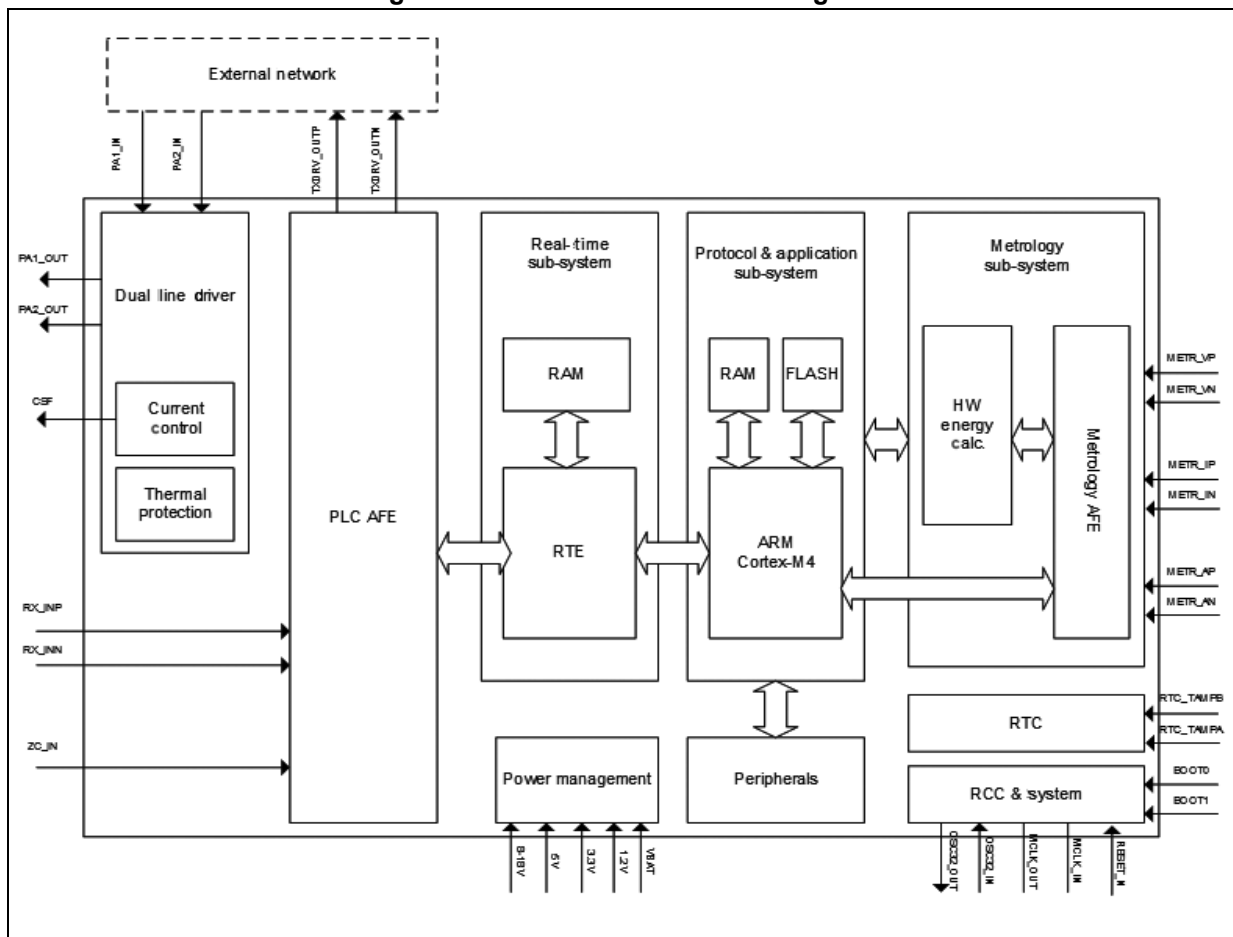 External network
PA1_IN
PA2_IN
TXDRV_OUTP
TXDRV_OUTN
Real-time
sub-system
Protocol & application
sub-system
Metrology
sub-system
PA1_OUT
Dual line driver
PA2_OUT
RAM
RAM
FLASH
HW
energy
calc.
METR_VP
METR_VN
CSF
Current
control
Thermal
protection
PLC AFE
RTE
ARM
Cortex-M4
Metrology AFE
METR_IP
METR_IN
METR_AP
METR_AN
RX_INP
RX_INN
ZC_IN
RTC
RTC_TAMPB
RTC_TAMPA
Power management
Peripherals
RCC & system
BOOT0
BOOT1
8-18V
5V
3.3V
1.2V
VBAT
OSC32_OUT
OSC32_IN
MCLK_OUT
MCLK_IN
RESET_N